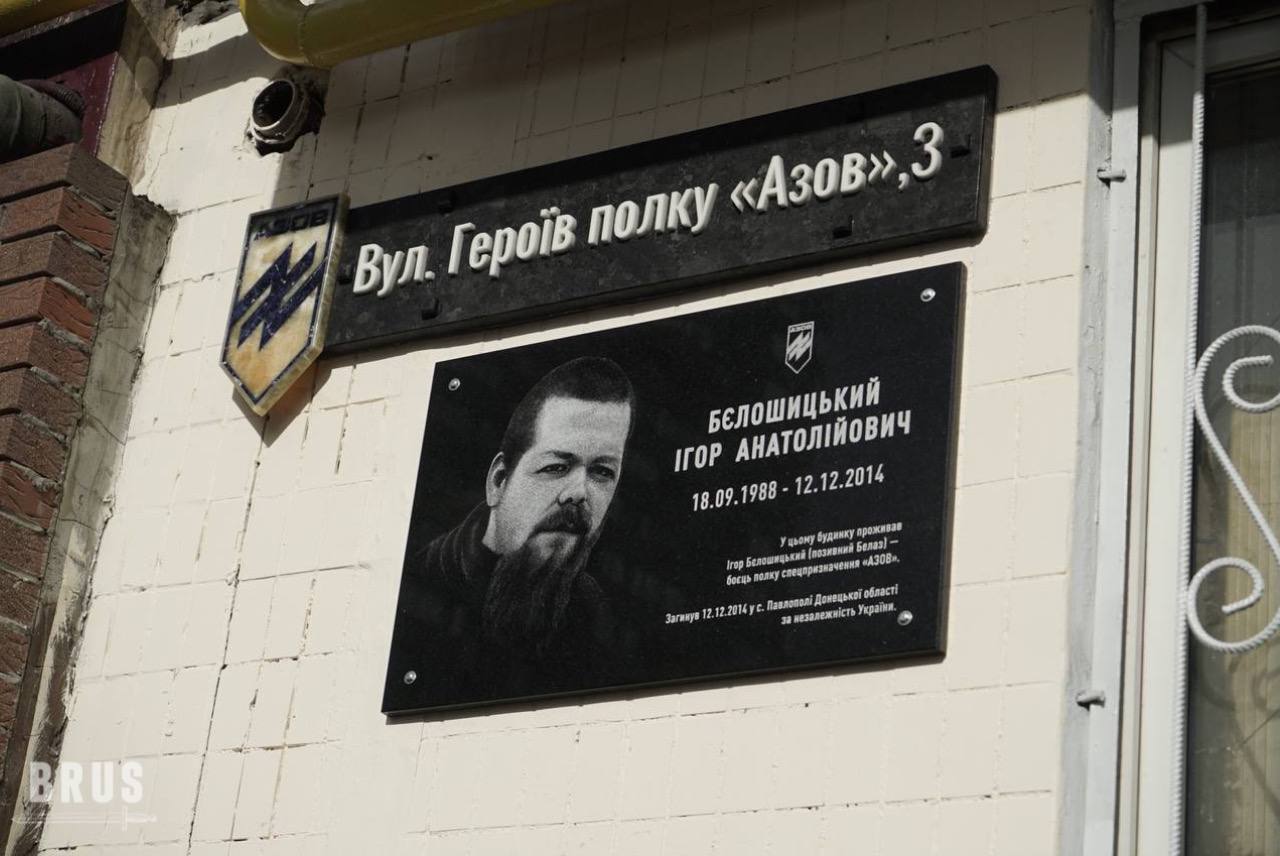 АЗОВ
Вул. Героїв полку «Азов»,3
АЗОВ
БЄЛОШИЦЬКИЙ
ІГОР АНАТОЛІЙОВИЧ
18.09.1988 - 12.12.2014
У цьому будинку проживав
Ігор Бєлошицький (позивний Белаз) —
боєць полку спецпризначення «АЗОВ».
Загинув 12.12.2014 у с. Павлополі Донецької області
за незалежність України.
BRUS